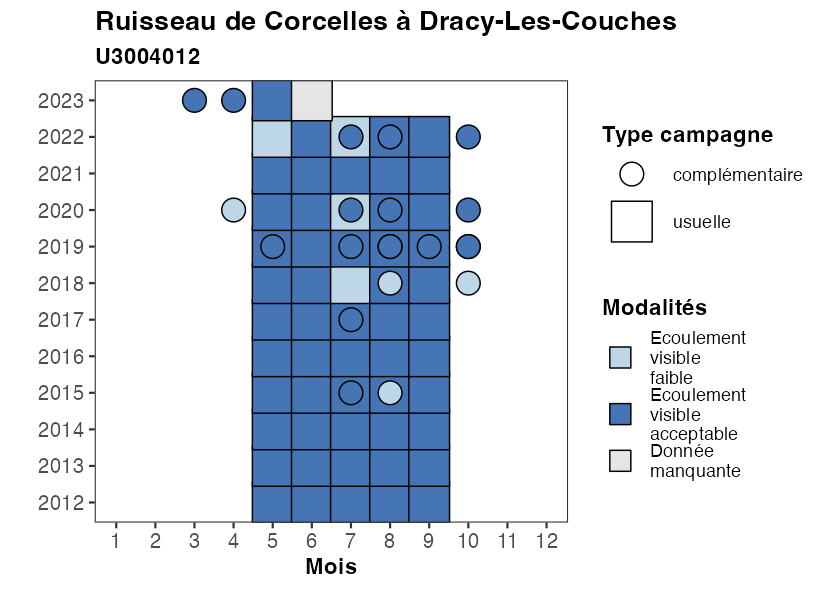 Ruisseau de Corcelles à Dracy-Les-Couches
U3004012
2023
2022
2021
2020
2019
2018
2017
2016
2015
2014
2013
2012
1 2 3 4 5 6 7 8 9 10 11 12
Mois
Type campagne
complémentaire
usuelle
Modalités
Ecoulement
visible
faible
Ecoulement
visible
acceptable
Donnée
manquante